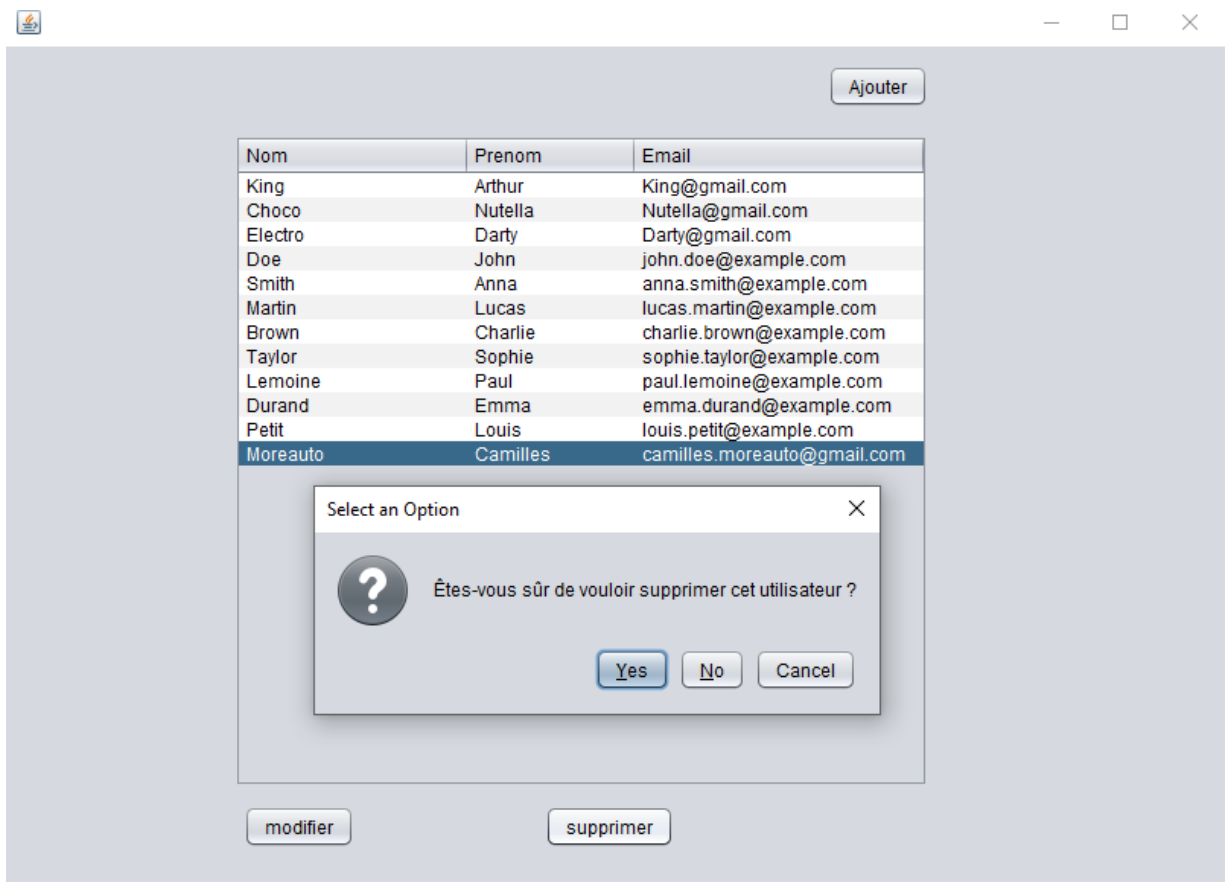 Ajouter
Nom Prenom Email
King Arthur King@gmail.com
Choco Nutella Nutella@gmail.com
Electro Darty Darty@gmail.com
Doe John john.doe@example.com
Smith Anna anna.smith@example.com
Martin Lucas lucas.martin@example.com
Brown Charlie charlie.brown@example.com
Taylor Sophie sophie.taylor@example.com
Lemoine Paul paul.lemoine@example.com
Durand Emma emma.durand@example.com
Petit Louis louis.petit@example.com
Moreauto Camilles camilles.moreauto@gmail.com
Select an Option
Êtes-vous sûr de vouloir supprimer cet utilisateur ?
Yes No Cancel
modifier supprimer